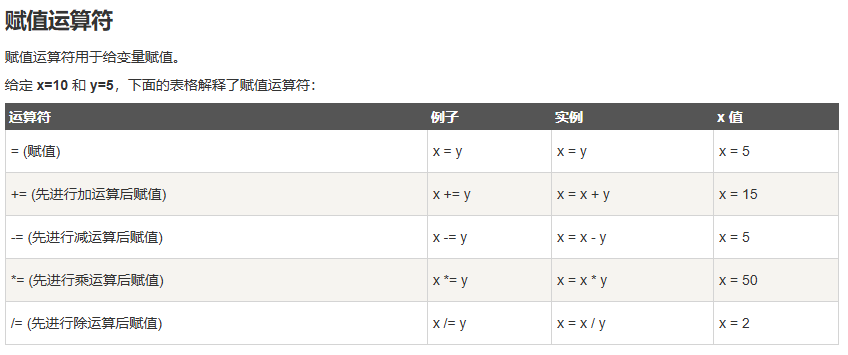 赋值运算符
赋值运算符用于给变量赋值。
给定 x=10 和 y=5，下面的表格解释了赋值运算符：
运算符 例子 实例 x 值
= (赋值) x = y x = y x = 5
+= (先进行加运算后赋值) x += y x = x + y x = 15
-= (先进行减运算后赋值) x -= y x = x - y x = 5
*= (先进行乘运算后赋值) x *= y x = x * y x = 50
/= (先进行除运算后赋值) x /= y x = x / y x = 2